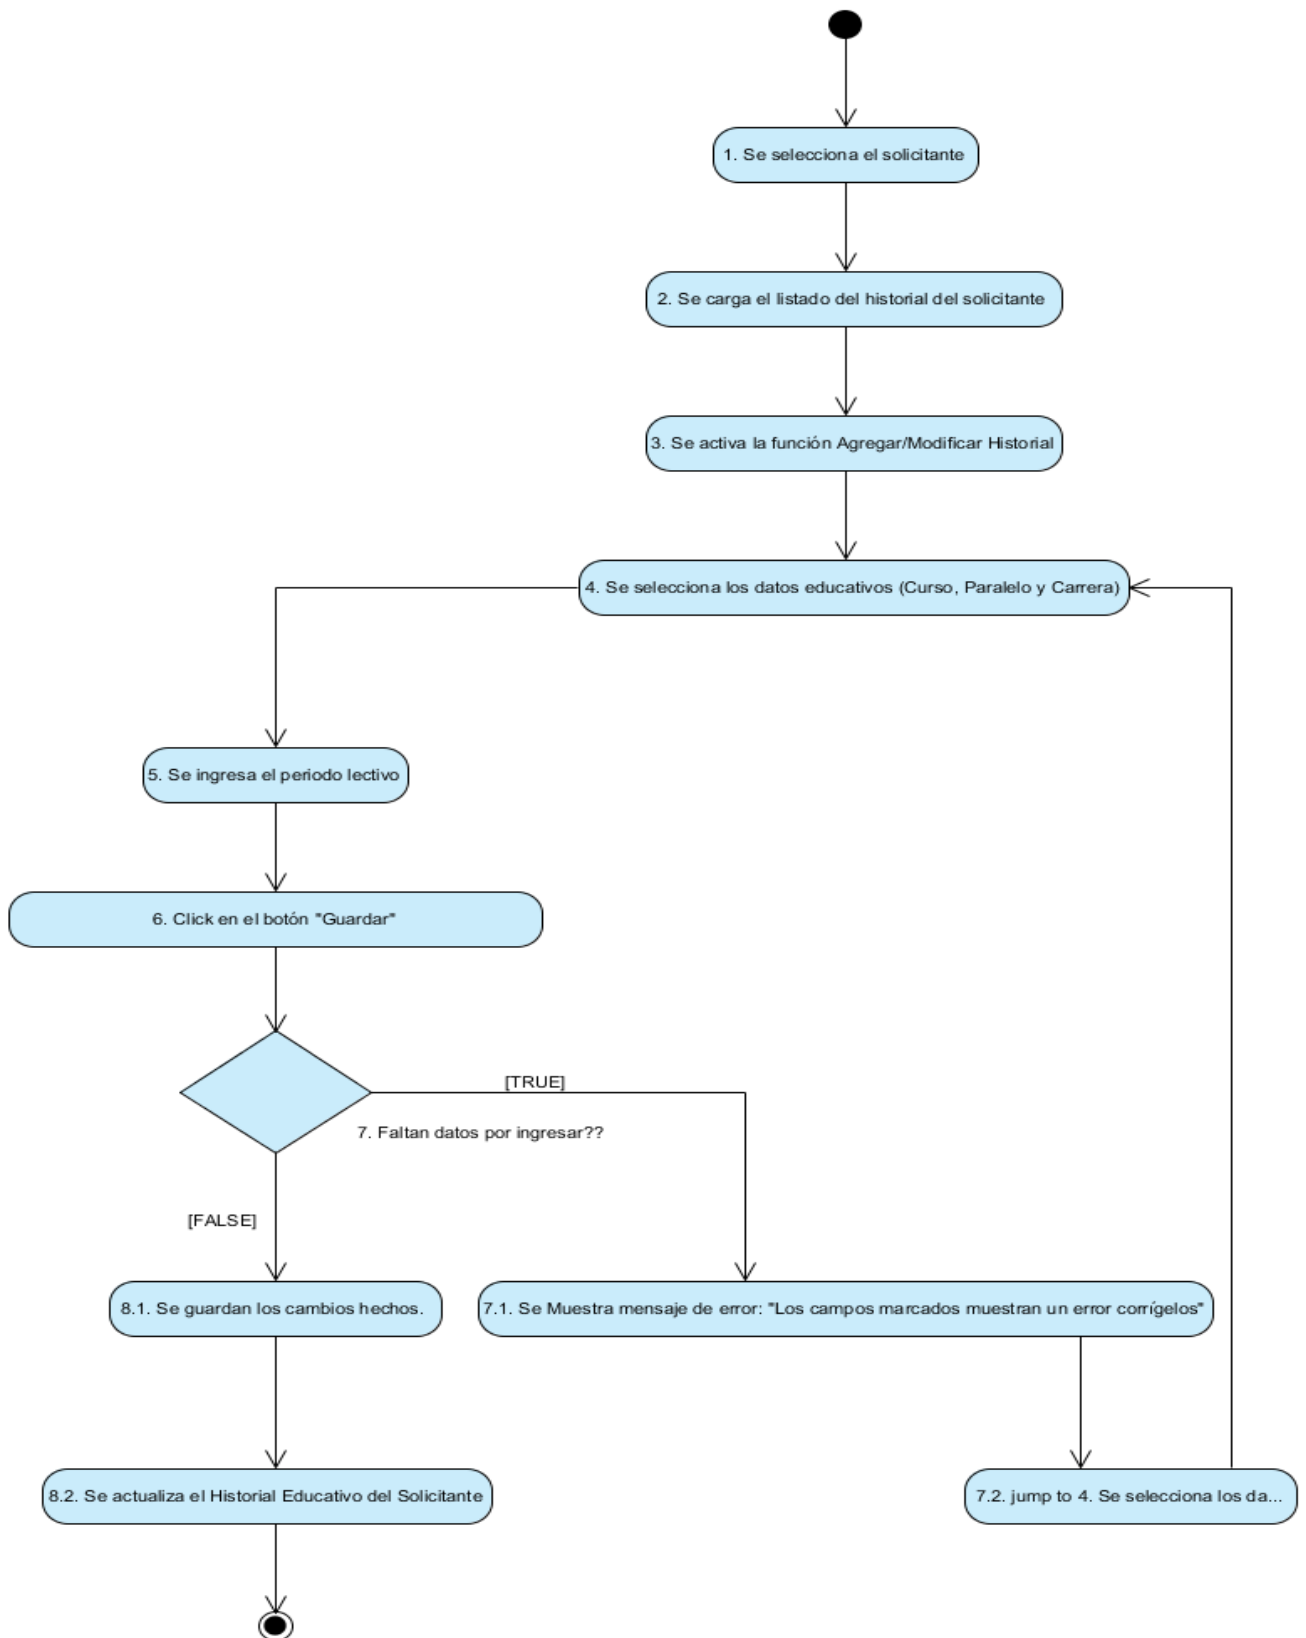 1. Se selecciona el solicitante
2. Se carga el listado del historial del solicitante
3. Se activa la función Agregar/Modificar Historial
4. Se selecciona los datos educativos (Curso, Paralelo y Carrera)
5. Se ingresa el periodo lectivo
6. Click en el botón "Guardar"
[TRUE]
7. Faltan datos por ingresar??
[FALSE]
8.1. Se guardan los cambios hechos.
7.1. Se Muestra mensaje de error: "Los campos marcados muestran un error corrígelos"
8.2. Se actualiza el Historial Educativo del Solicitante
7.2. jump to 4. Se selecciona los da...